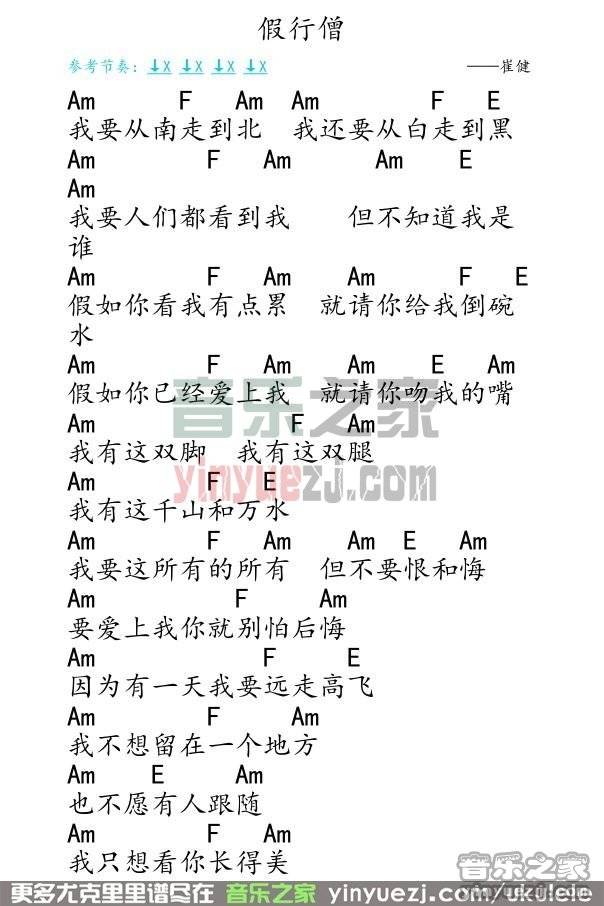 假行僧
参考节奏：↓X ↓X ↓X ↓X ——崔健
Am F Am Am F E
我要从南走到北 我还要从白走到黑
Am F Am Am E
Am
我要人们都看到我 但不知道我是
谁
Am F Am Am F E
假如你看我有点累 就请你给我倒碗
水
Am F Am Am E Am
假如你已经爱上我 就请你吻我的嘴
Am F Am
我有这双脚 我有这双腿
Am F E
我有这千山和万水
Am F Am Am E Am
我要这所有的所有 但不要恨和悔
Am F Am
要爱上我你就别怕后悔
Am F E
因为有一天我要远走高飞
Am F Am
我不想留在一个地方
Am E Am
也不愿有人跟随
Am F Am
我只想看你长得美
音乐之家
yinyuezj.com
音乐之家
yinyuezj.com
更多尤克里里谱尽在 音乐之家 yinyuezj.com ukulele